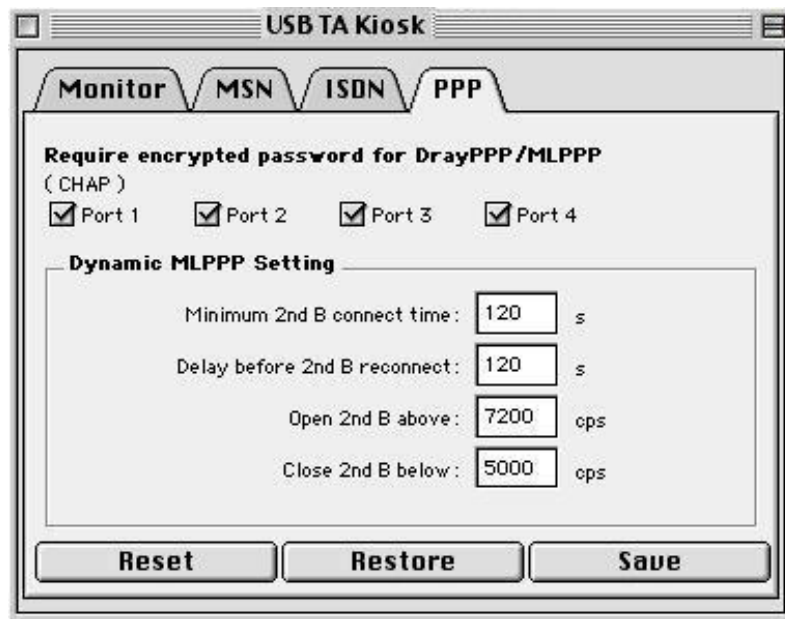 USB TA Kiosk
Monitor MSN ISDN PPP
Require encrypted password for DrayPPP/MLPPP
( CHAP )
Port 1 Port 2 Port 3 Port 4
Dynamic MLPPP Setting
Minimum 2nd B connect time: 120 s
Delay before 2nd B reconnect: 120 s
Open 2nd B above: 7200 cps
Close 2nd B below: 5000 cps
Reset Restore Save